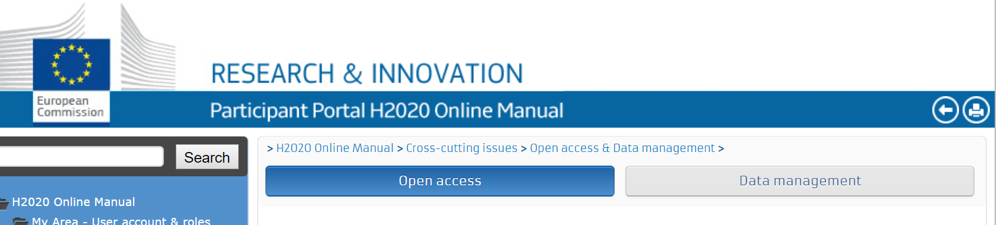 RESEARCH & INNOVATION
European
Commission
Participant Portal H2020 Online Manual
Search
> H2020 Online Manual > Cross-cutting issues > Open access & Data management >
Open access
Data management
H2020 Online Manual
My Area - User account & roles